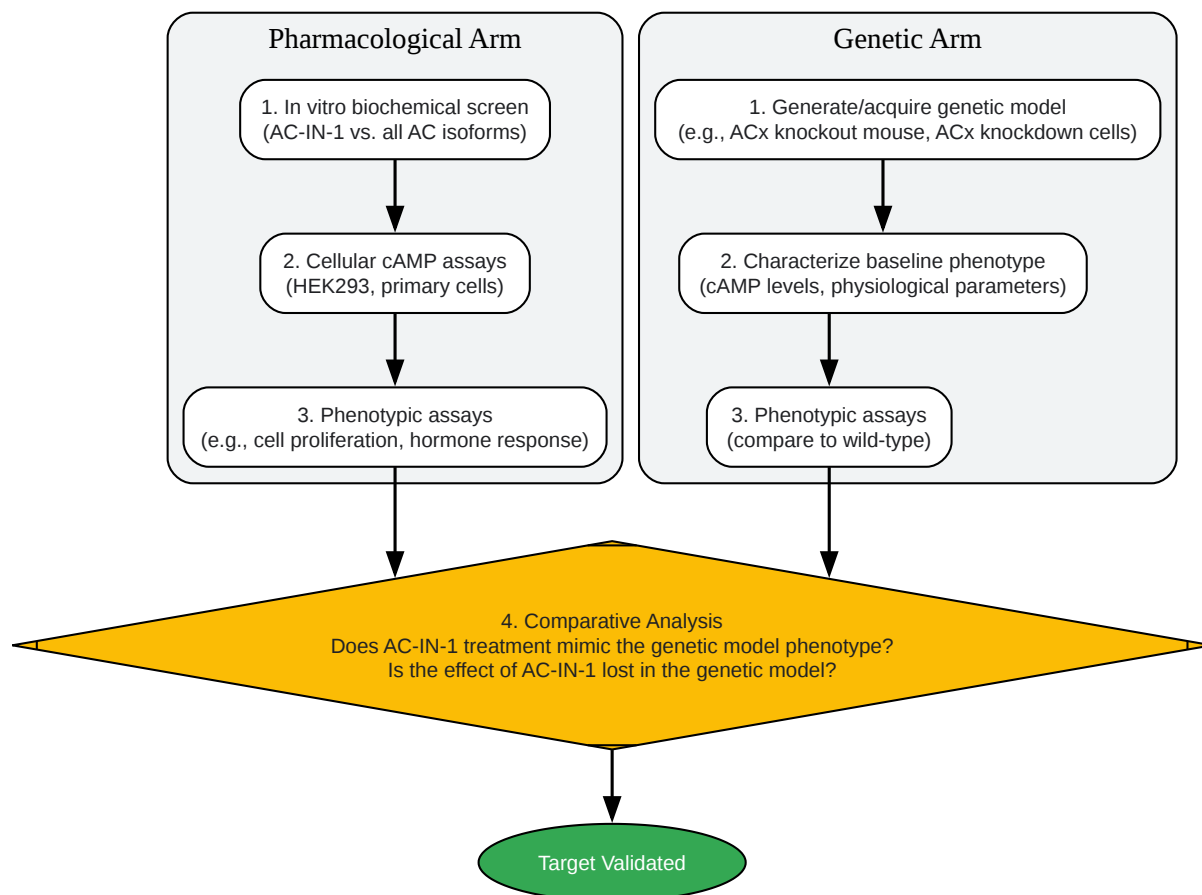 Pharmacological Arm
1. In vitro biochemical screen
(AC-IN-1 vs. all AC isoforms)
2. Cellular cAMP assays
(HEK293, primary cells)
3. Phenotypic assays
(e.g., cell proliferation, hormone response)
Genetic Arm
1. Generate/acquire genetic model
(e.g., ACx knockout mouse, ACx knockdown cells)
2. Characterize baseline phenotype
(cAMP levels, physiological parameters)
3. Phenotypic assays
(compare to wild-type)
4. Comparative Analysis
Does AC-IN-1 treatment mimic the genetic model phenotype?
Is the effect of AC-IN-1 lost in the genetic model?
Target Validated